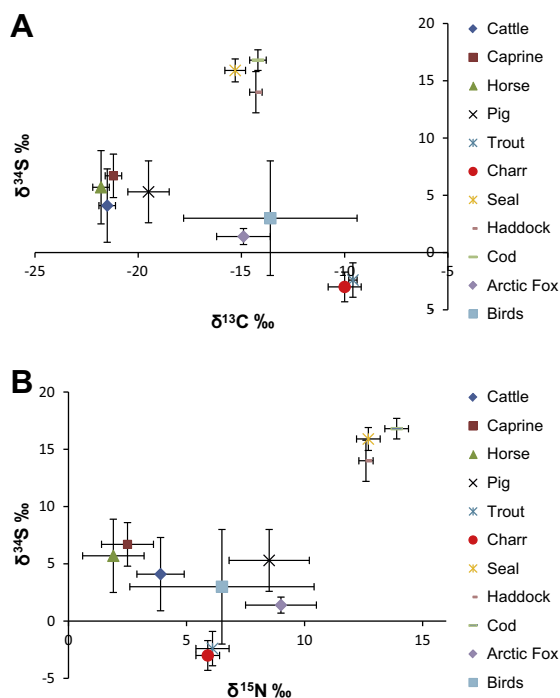 A
20
15
10
5
0
5
-25
-20
-15
-10
-5
δ³⁴S ‰
δ¹³C ‰
Cattle
Caprine
Horse
Pig
Trout
Charr
Seal
Haddock
Cod
Arctic Fox
Birds
B
20
15
10
5
0
-5
0
5
10
15
δ³⁴S ‰
δ¹⁵N ‰
Cattle
Caprine
Horse
Pig
Trout
Charr
Seal
Haddock
Cod
Arctic Fox
Birds